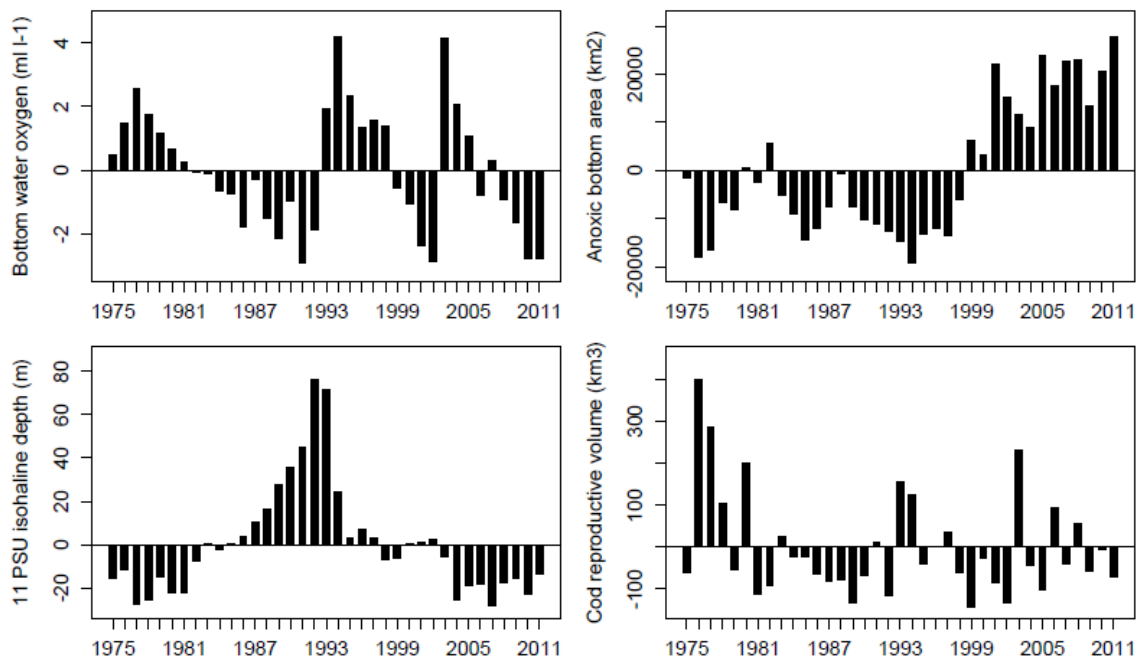 Bottom water oxygen (ml l-1)
4
2
0
-2
1975 1981 1987 1993 1999 2005 2011
Anoxic bottom area (km2)
20000
0
-20000
1975 1981 1987 1993 1999 2005 2011
11 PSU isohaline depth (m)
80
60
40
20
0
-20
1975 1981 1987 1993 1999 2005 2011
Cod reproductive volume (km3)
300
100
-100
1975 1981 1987 1993 1999 2005 2011